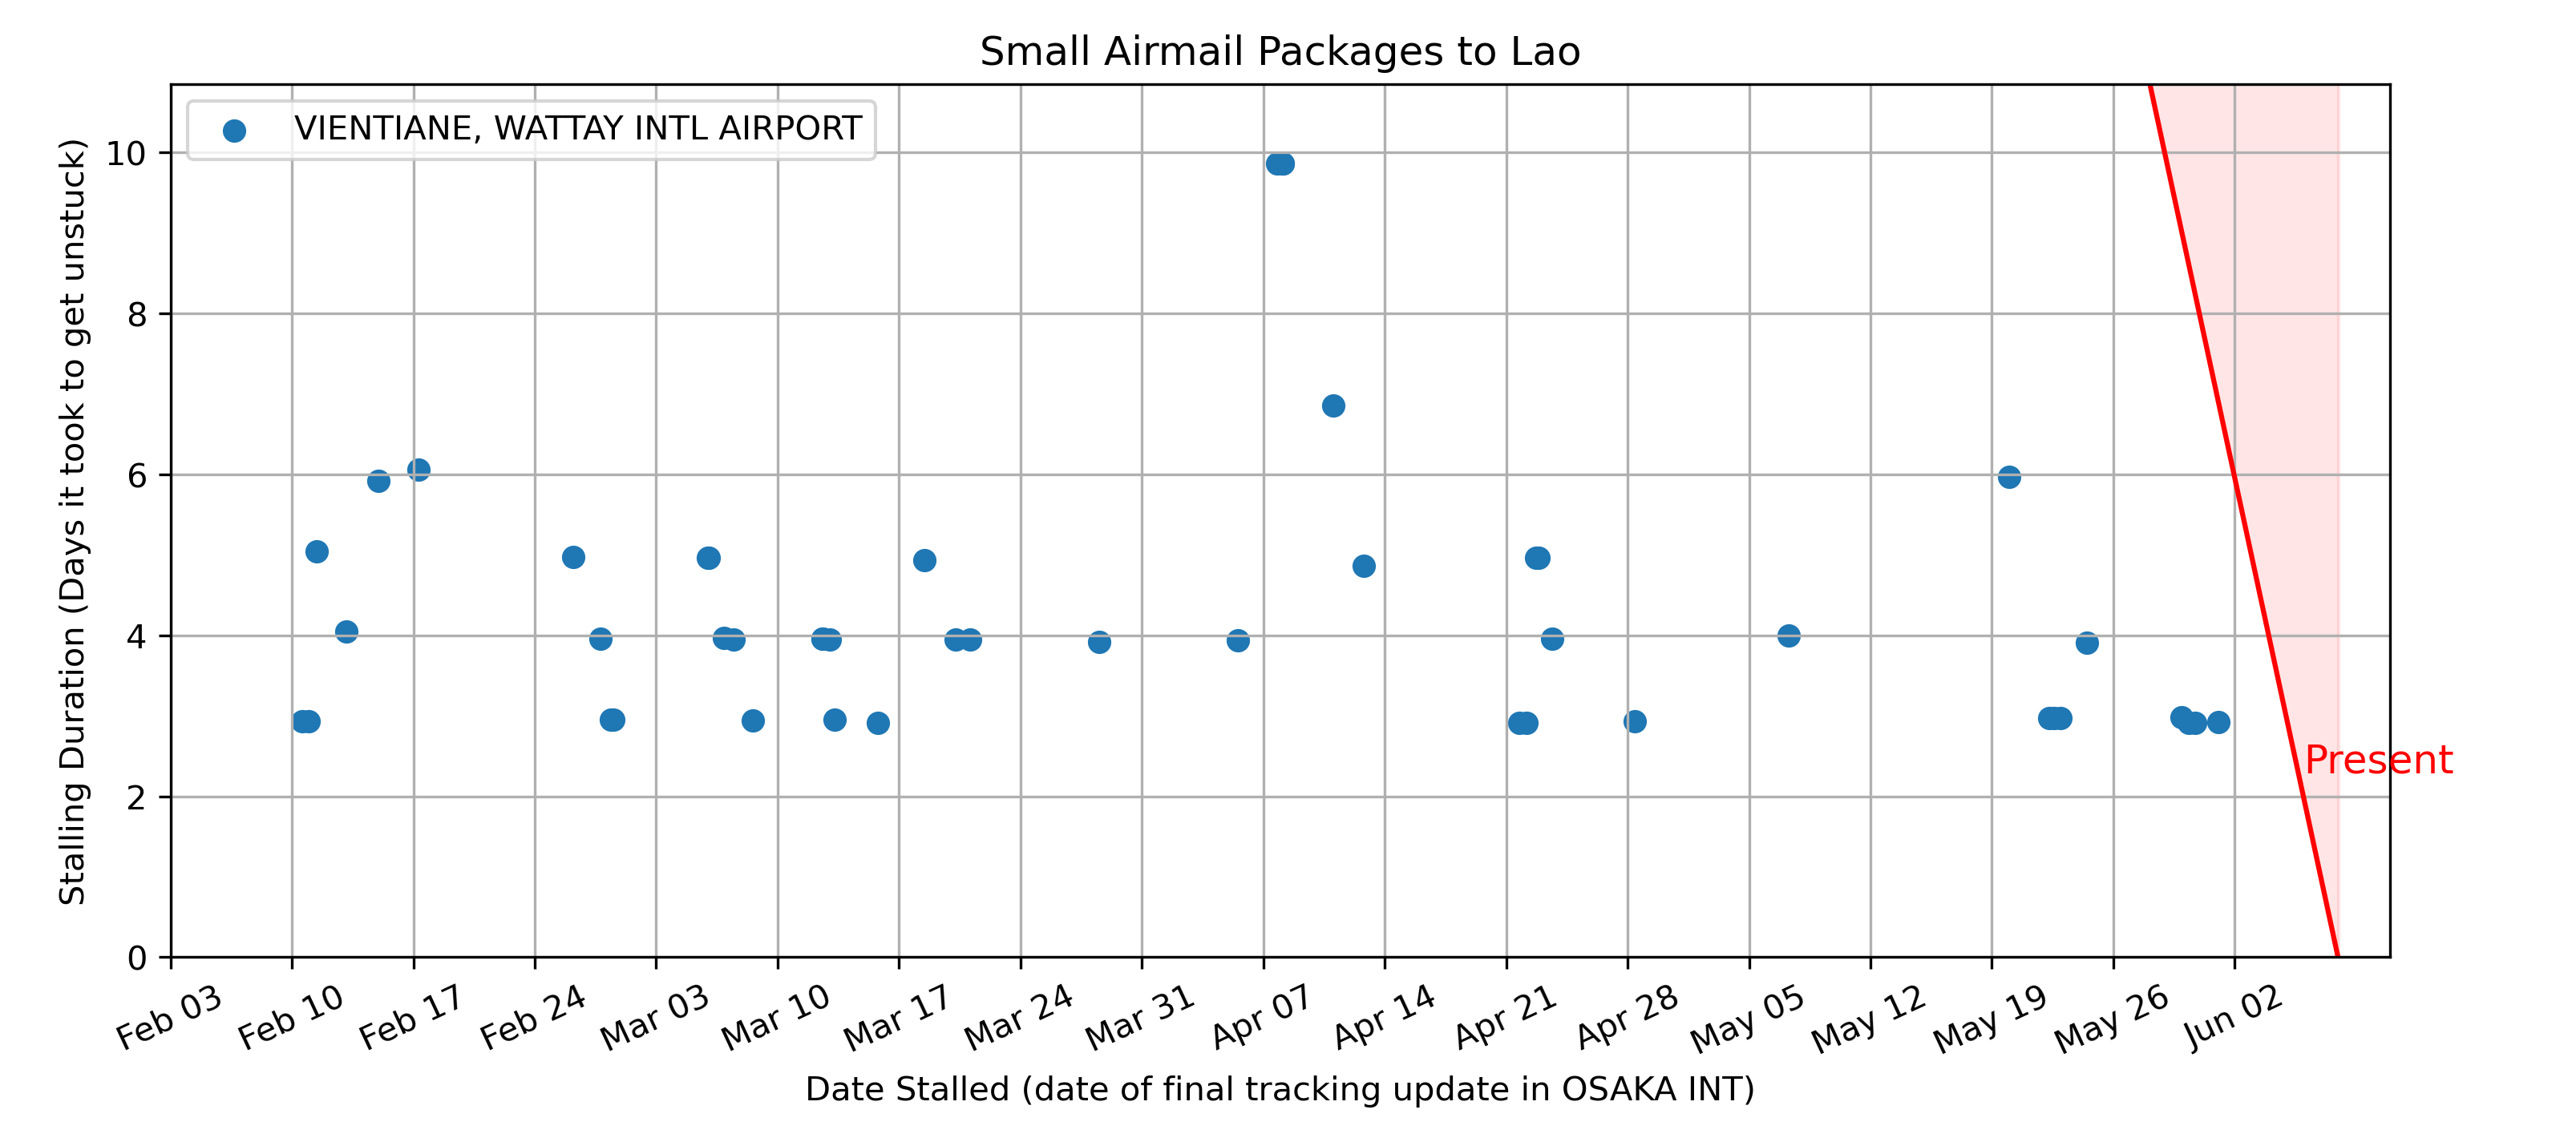 Small Airmail Packages to Lao
VIENTIANE, WATTAY INTL AIRPORT
Stalling Duration (Days it took to get unstuck)
10
8
6
4
2
0
Present
Feb 03
Feb 10
Feb 17
Feb 24
Mar 03
Mar 10
Mar 17
Mar 24
Mar 31
Apr 07
Apr 14
Apr 21
Apr 28
May 05
May 12
May 19
May 26
Jun 02
Date Stalled (date of final tracking update in OSAKA INT)